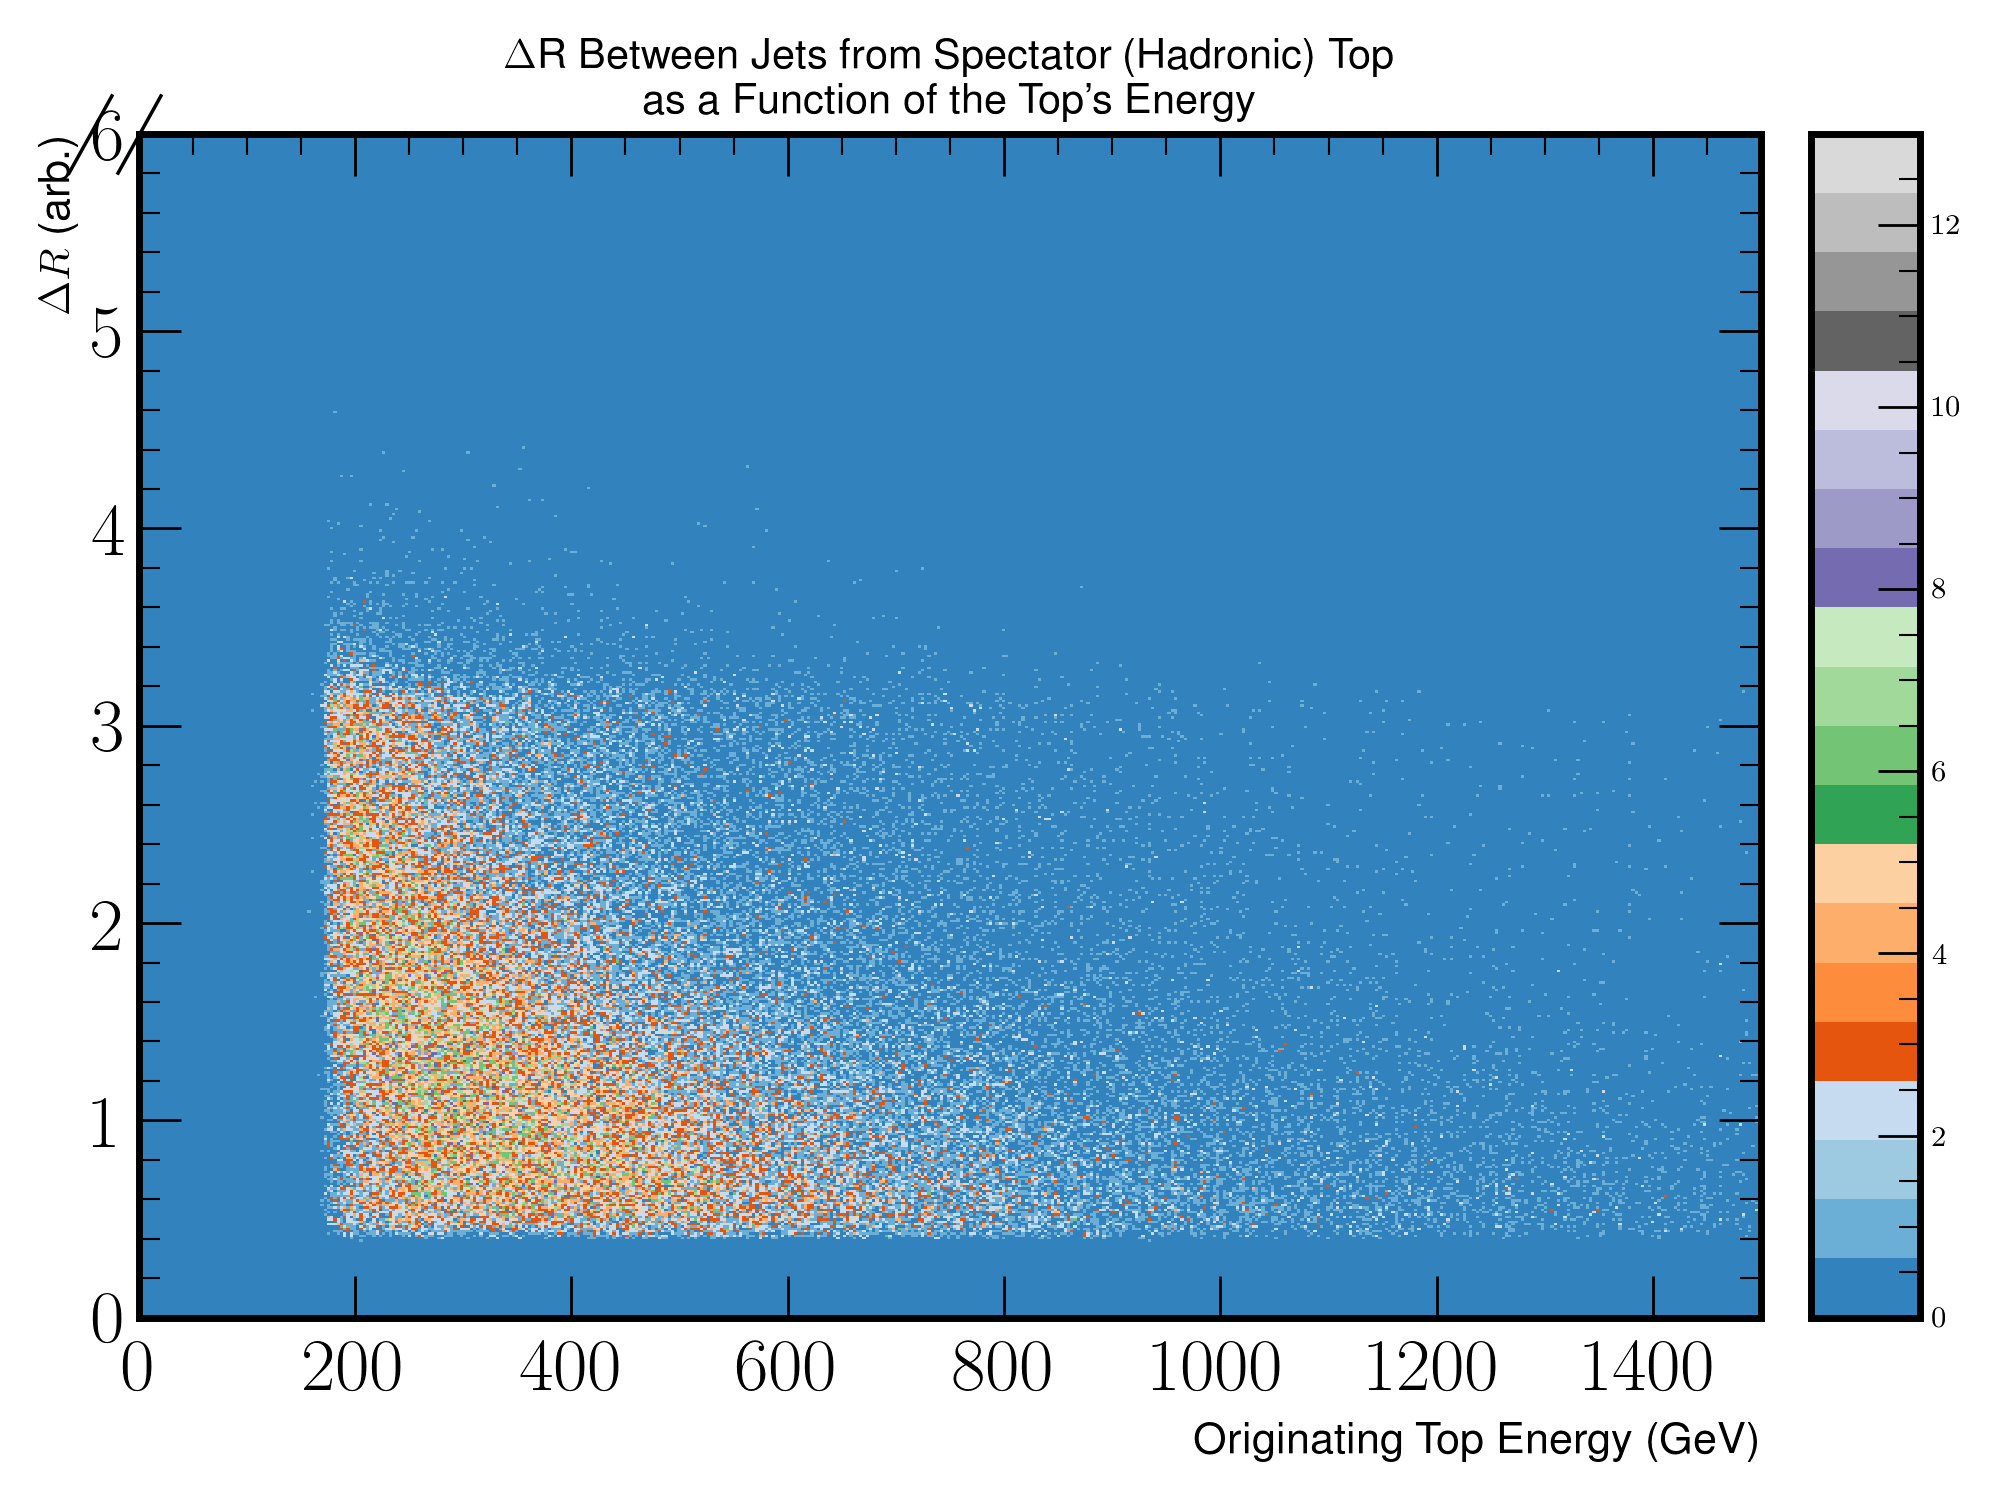 ΔR Between Jets from Spectator (Hadronic) Top
as a Function of the Top's Energy
ΔR (arb.)
6
5
4
3
2
1
0
0 200 400 600 800 1000 1200 1400
Originating Top Energy (GeV)
12
10
8
6
4
2
0